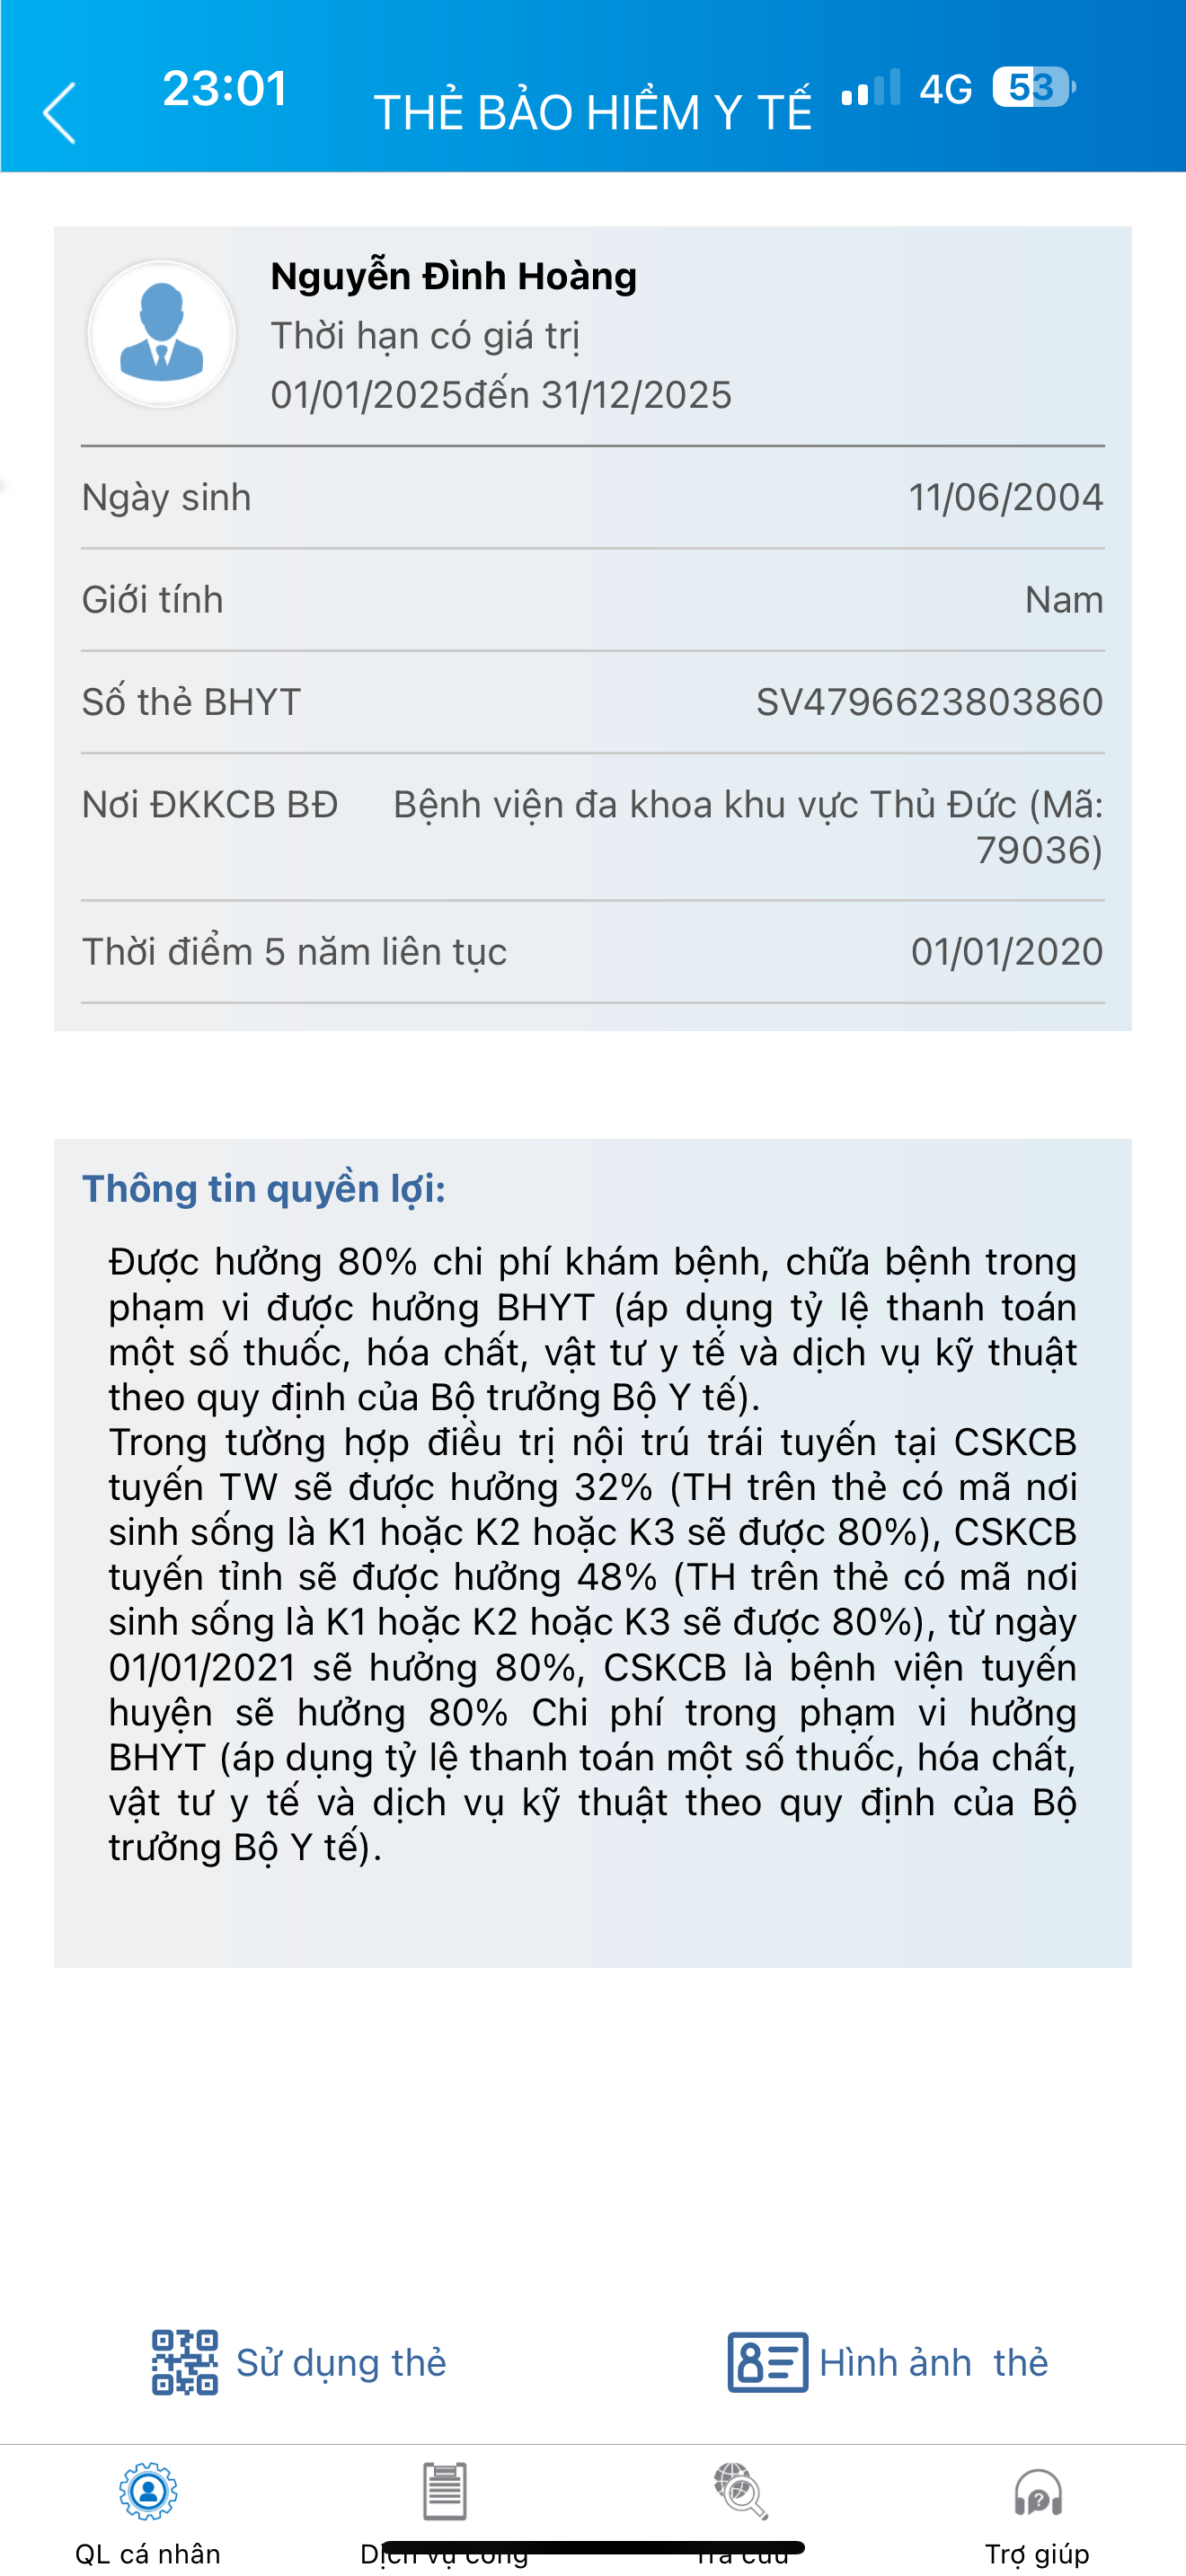 23:01
THẺ BẢO HIỂM Y TẾ
4G
53
Nguyễn Đình Hoàng
Thời hạn có giá trị
01/01/2025đến 31/12/2025
Ngày sinh 11/06/2004
Giới tính Nam
Số thẻ BHYT SV4796623803860
Nơi ĐKKCB BĐ Bệnh viện đa khoa khu vực Thủ Đức (Mã:
79036)
Thời điểm 5 năm liên tục 01/01/2020
Thông tin quyền lợi:
Được hưởng 80% chi phí khám bệnh, chữa bệnh trong
phạm vi được hưởng BHYT (áp dụng tỷ lệ thanh toán
một số thuốc, hóa chất, vật tư y tế và dịch vụ kỹ thuật
theo quy định của Bộ trưởng Bộ Y tế).
Trong tường hợp điều trị nội trú trái tuyến tại CSKCB
tuyến TW sẽ được hưởng 32% (TH trên thẻ có mã nơi
sinh sống là K1 hoặc K2 hoặc K3 sẽ được 80%), CSKCB
tuyến tỉnh sẽ được hưởng 48% (TH trên thẻ có mã nơi
sinh sống là K1 hoặc K2 hoặc K3 sẽ được 80%), từ ngày
01/01/2021 sẽ hưởng 80%, CSKCB là bệnh viện tuyến
huyện sẽ hưởng 80% Chi phí trong phạm vi hưởng
BHYT (áp dụng tỷ lệ thanh toán một số thuốc, hóa chất,
vật tư y tế và dịch vụ kỹ thuật theo quy định của Bộ
trưởng Bộ Y tế).
Sử dụng thẻ
Hình ảnh thẻ
QL cá nhân
Dịch vụ công
Tra cứu
Trợ giúp